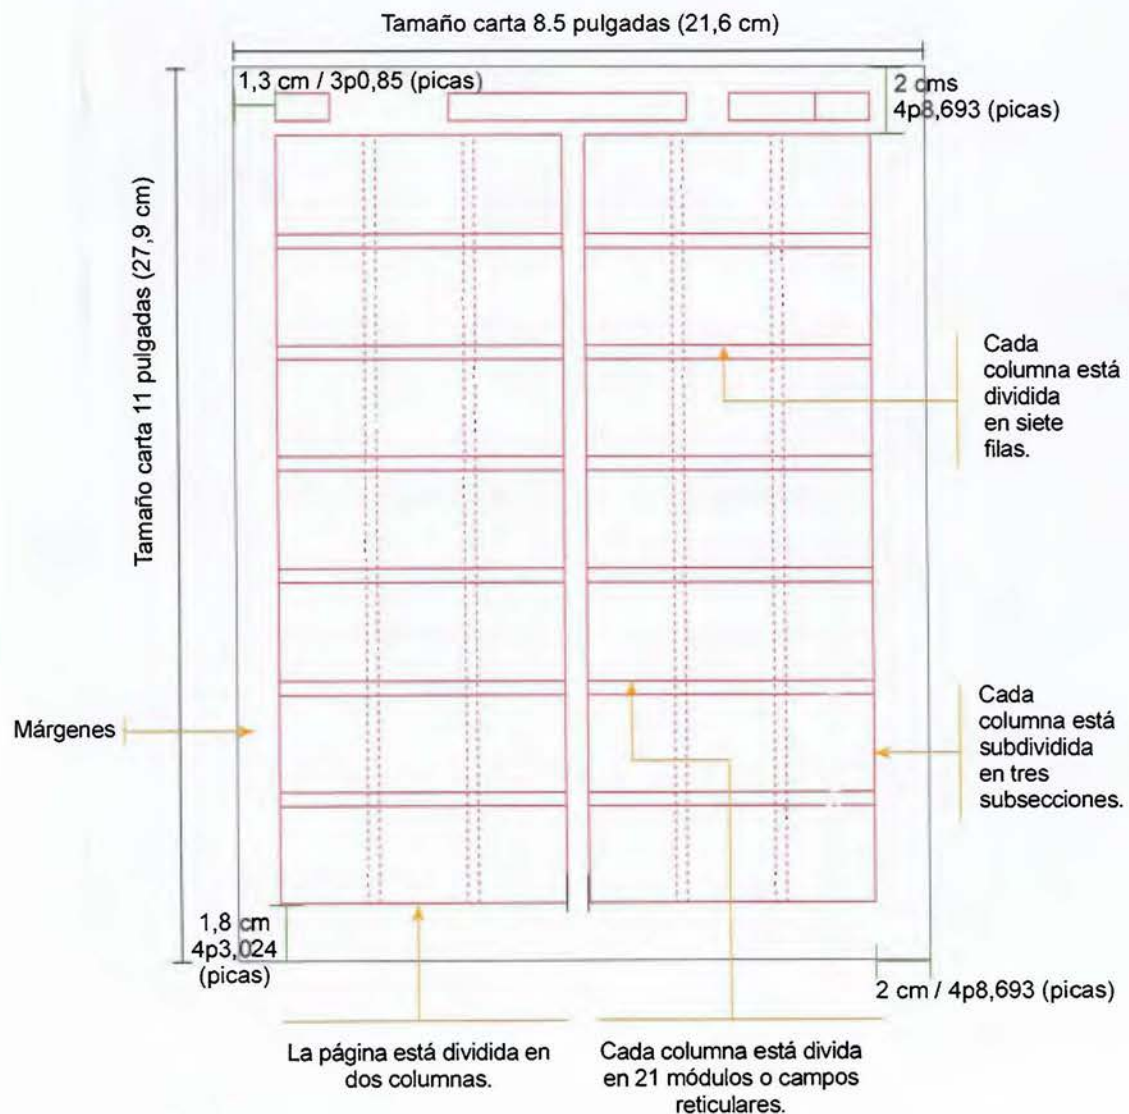 Tamaño carta 8.5 pulgadas (21,6 cm)
1,3 cm / 3p0,85 (picas)
2 cms
4p8,693 (picas)
Tamaño carta 11 pulgadas (27,9 cm)
Cada
columna está
dividida
en siete
filas.
Márgenes
Cada
columna está
subdividida
en tres
subsecciones.
1,8 cm
4p3,024
(picas)
2 cm / 4p8,693 (picas)
La página está dividida en
dos columnas.
Cada columna está divida
en 21 módulos o campos
reticulares.